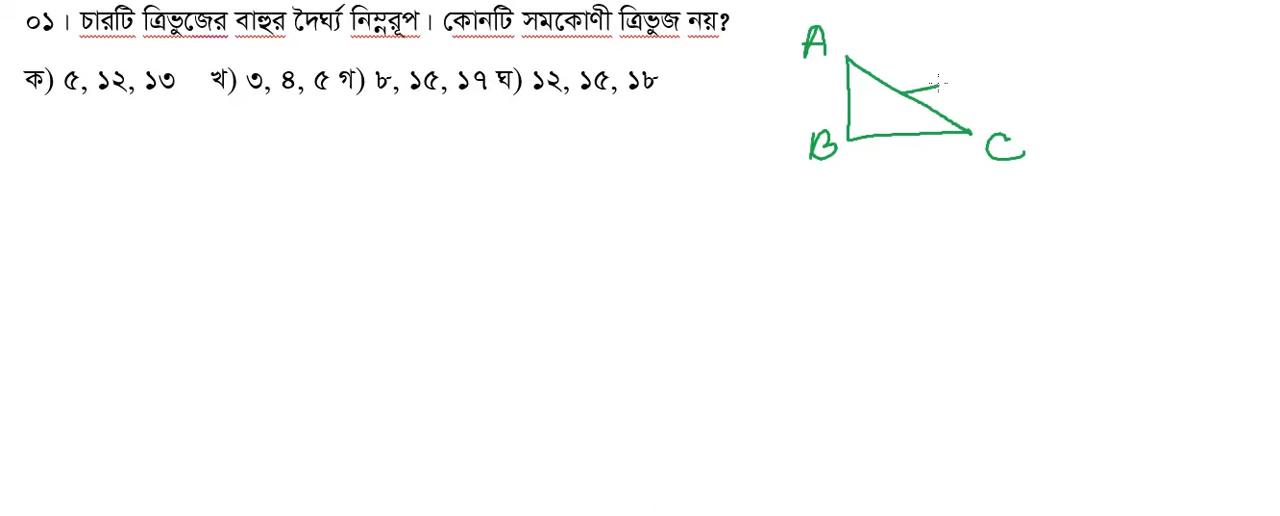 ০১। চারটি ত্রিভুজের বাহুর দৈর্ঘ্য নিম্নরূপ। কোনটি সমকোণী ত্রিভুজ নয়?
ক) ৫, ১২, ১৩ খ) ৩, ৪, ৫ গ) ৮, ১৫, ১৭ ঘ) ১২, ১৫, ১৮
A
B
C